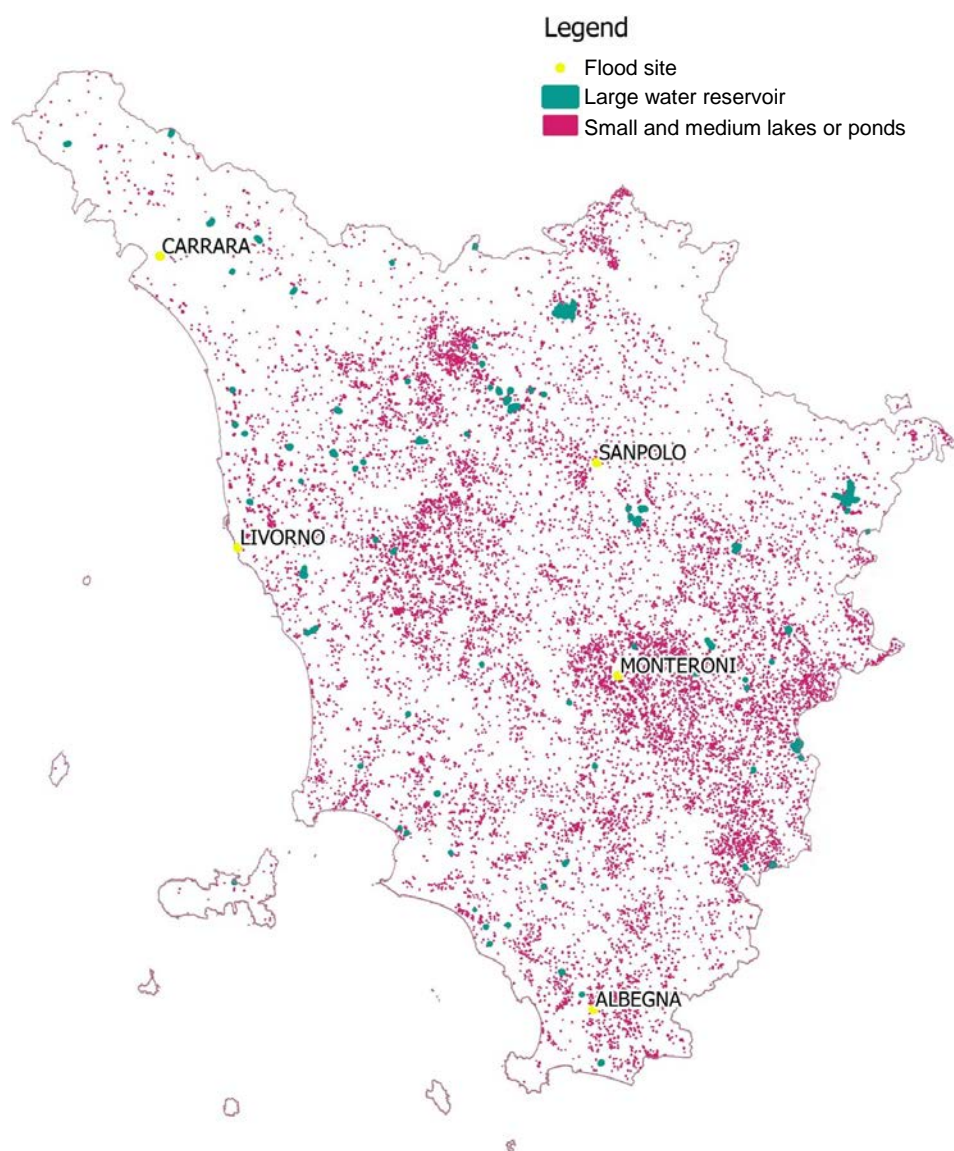 Legend
Flood site
Large water reservoir
Small and medium lakes or ponds
CARRARA
SANPOLO
LIVORNO
MONTERONI
ALBEGNA